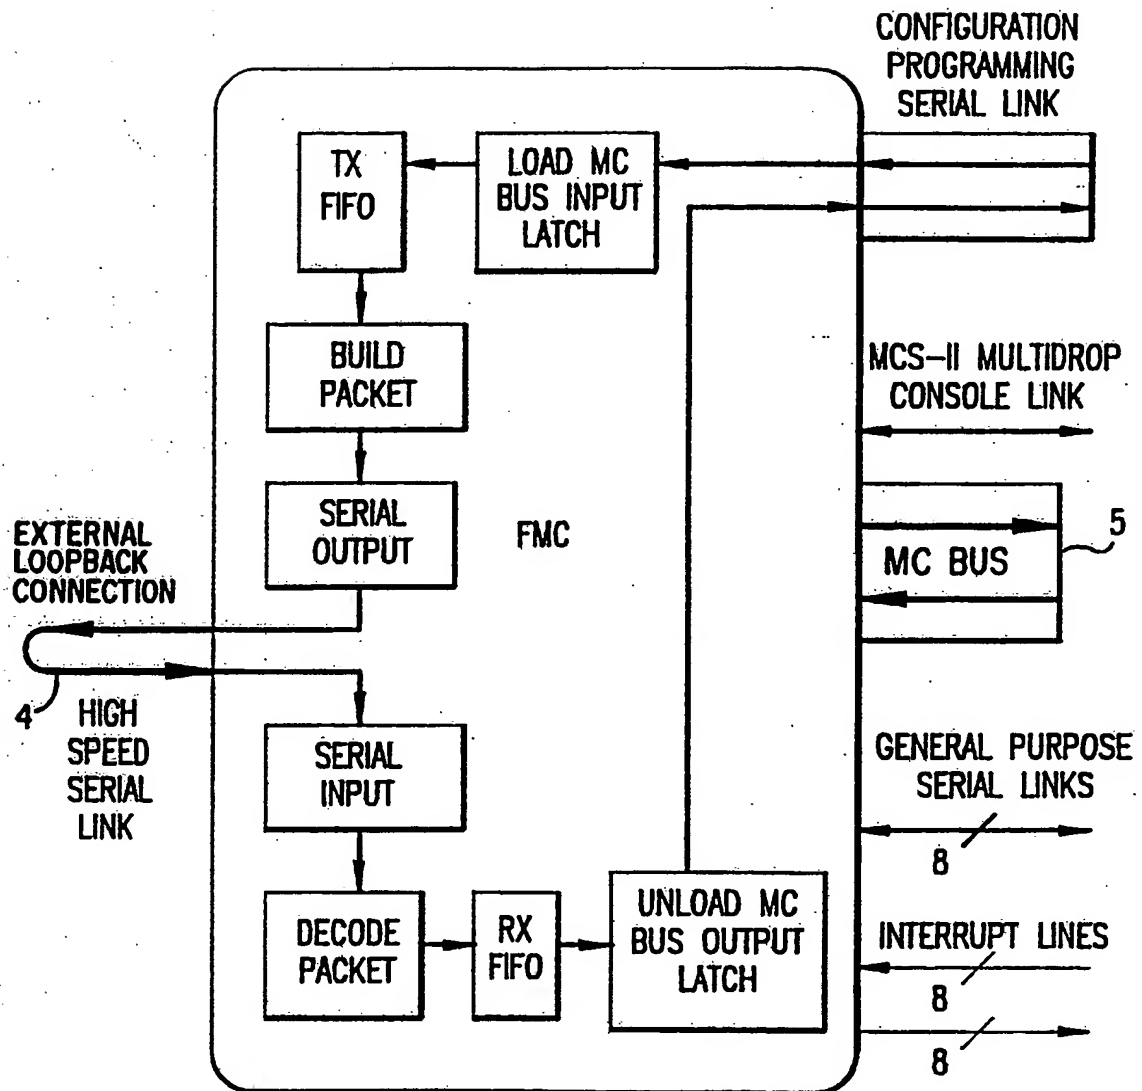 CONFIGURATION
PROGRAMMING
SERIAL LINK
TX
FIFO
LOAD MC
BUS INPUT
LATCH
BUILD
PACKET
MCS-II MULTIDROP
CONSOLE LINK
SERIAL
OUTPUT
FMC
EXTERNAL
LOOPBACK
CONNECTION
MC BUS
5
4
HIGH
SPEED
SERIAL
LINK
SERIAL
INPUT
GENERAL PURPOSE
SERIAL LINKS
8
DECODE
PACKET
RX
FIFO
UNLOAD MC
BUS OUTPUT
LATCH
INTERRUPT LINES
8
8